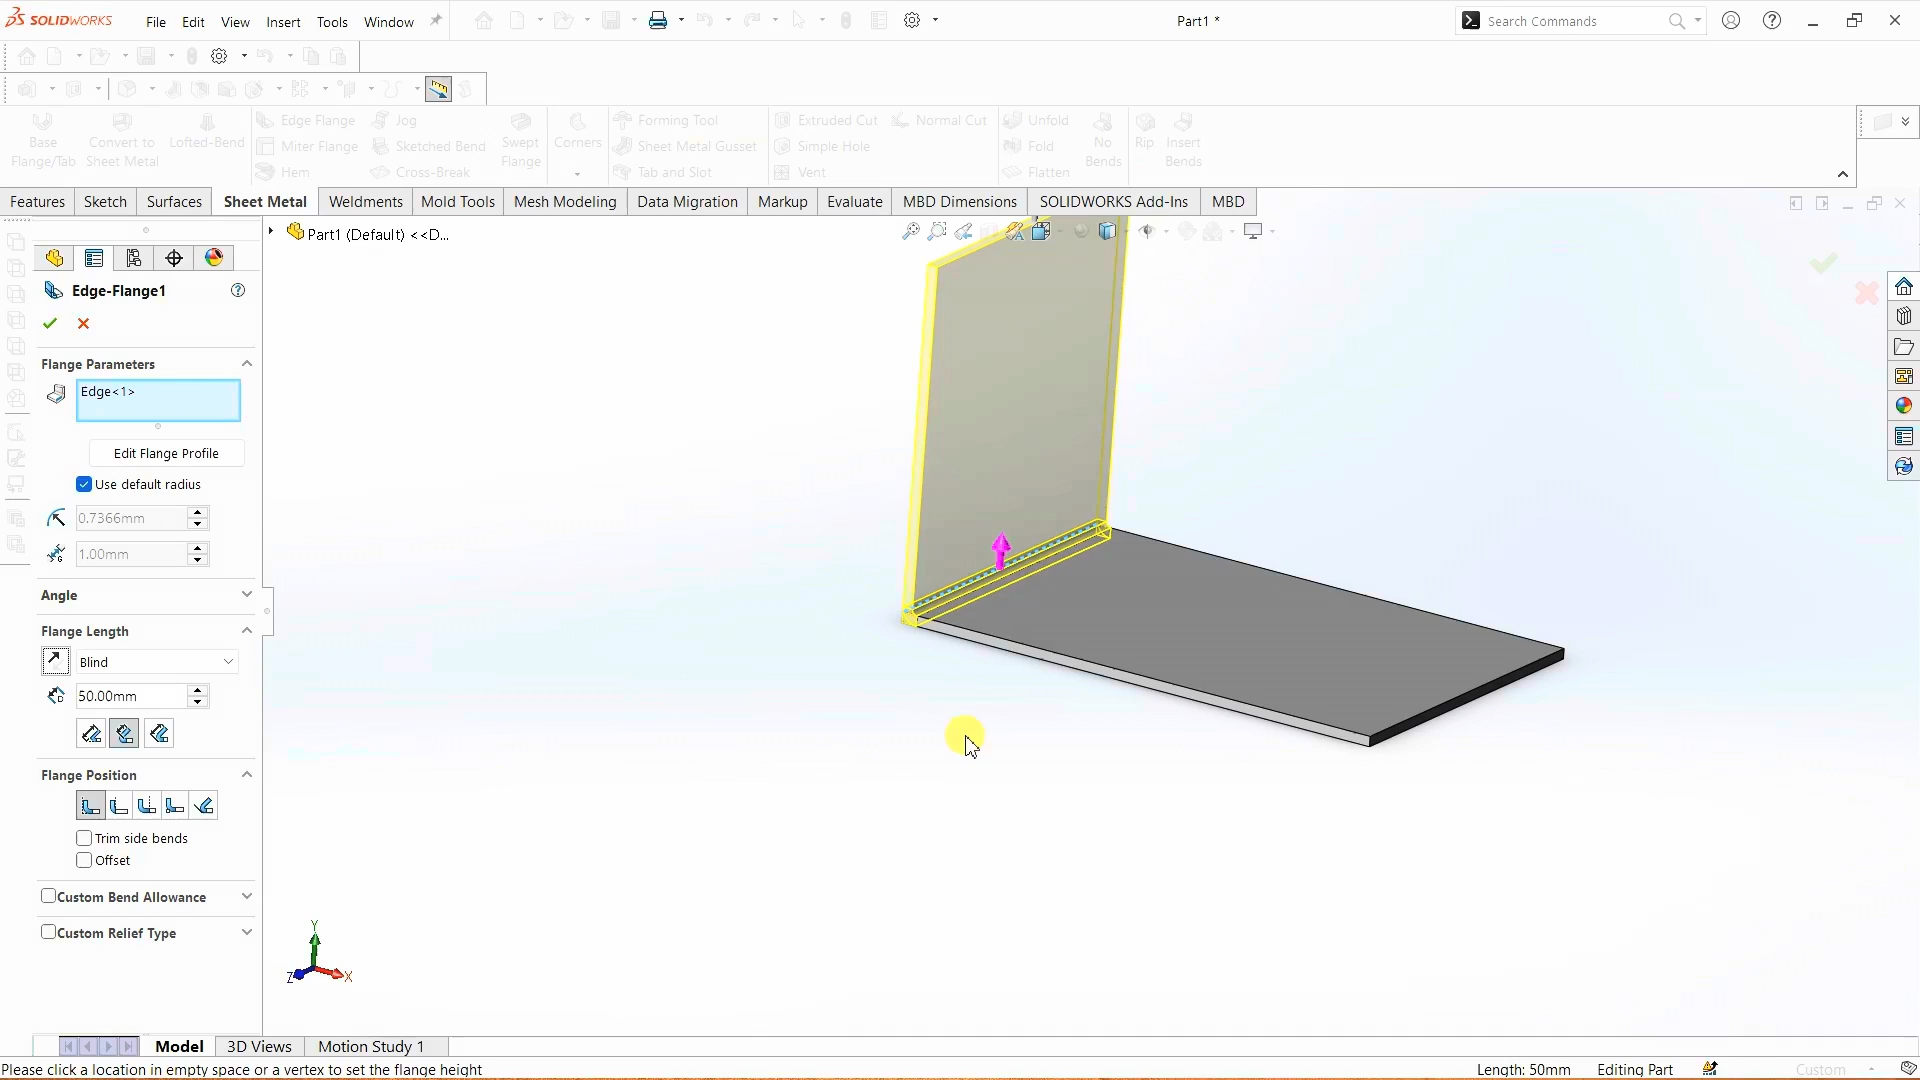 SOLIDWORKS File Edit View Insert Tools Window Part1 * Search Commands
Base Flange/Tab
Convert to Sheet Metal
Lofted-Bend
Edge Flange
Miter Flange
Hem
Jog
Sketched Bend
Cross-Break
Swept Flange
Corners
Forming Tool
Sheet Metal Gusset
Tab and Slot
Extruded Cut
Simple Hole
Vent
Normal Cut
Unfold
Fold
Flatten
No Bends
Rip
Insert Bends
Features Sketch Surfaces Sheet Metal Weldments Mold Tools Mesh Modeling Data Migration Markup Evaluate MBD Dimensions SOLIDWORKS Add-Ins MBD
Part1 (Default) <<D...
Edge-Flange1
Flange Parameters
Edge<1>
Edit Flange Profile
Use default radius
0.7366mm
1.00mm
Angle
Flange Length
Blind
50.00mm
Flange Position
Trim side bends
Offset
Custom Bend Allowance
Custom Relief Type
Y
Z X
Model 3D Views Motion Study 1
Please click a location in empty space or a vertex to set the flange height Length: 50mm Editing Part Custom